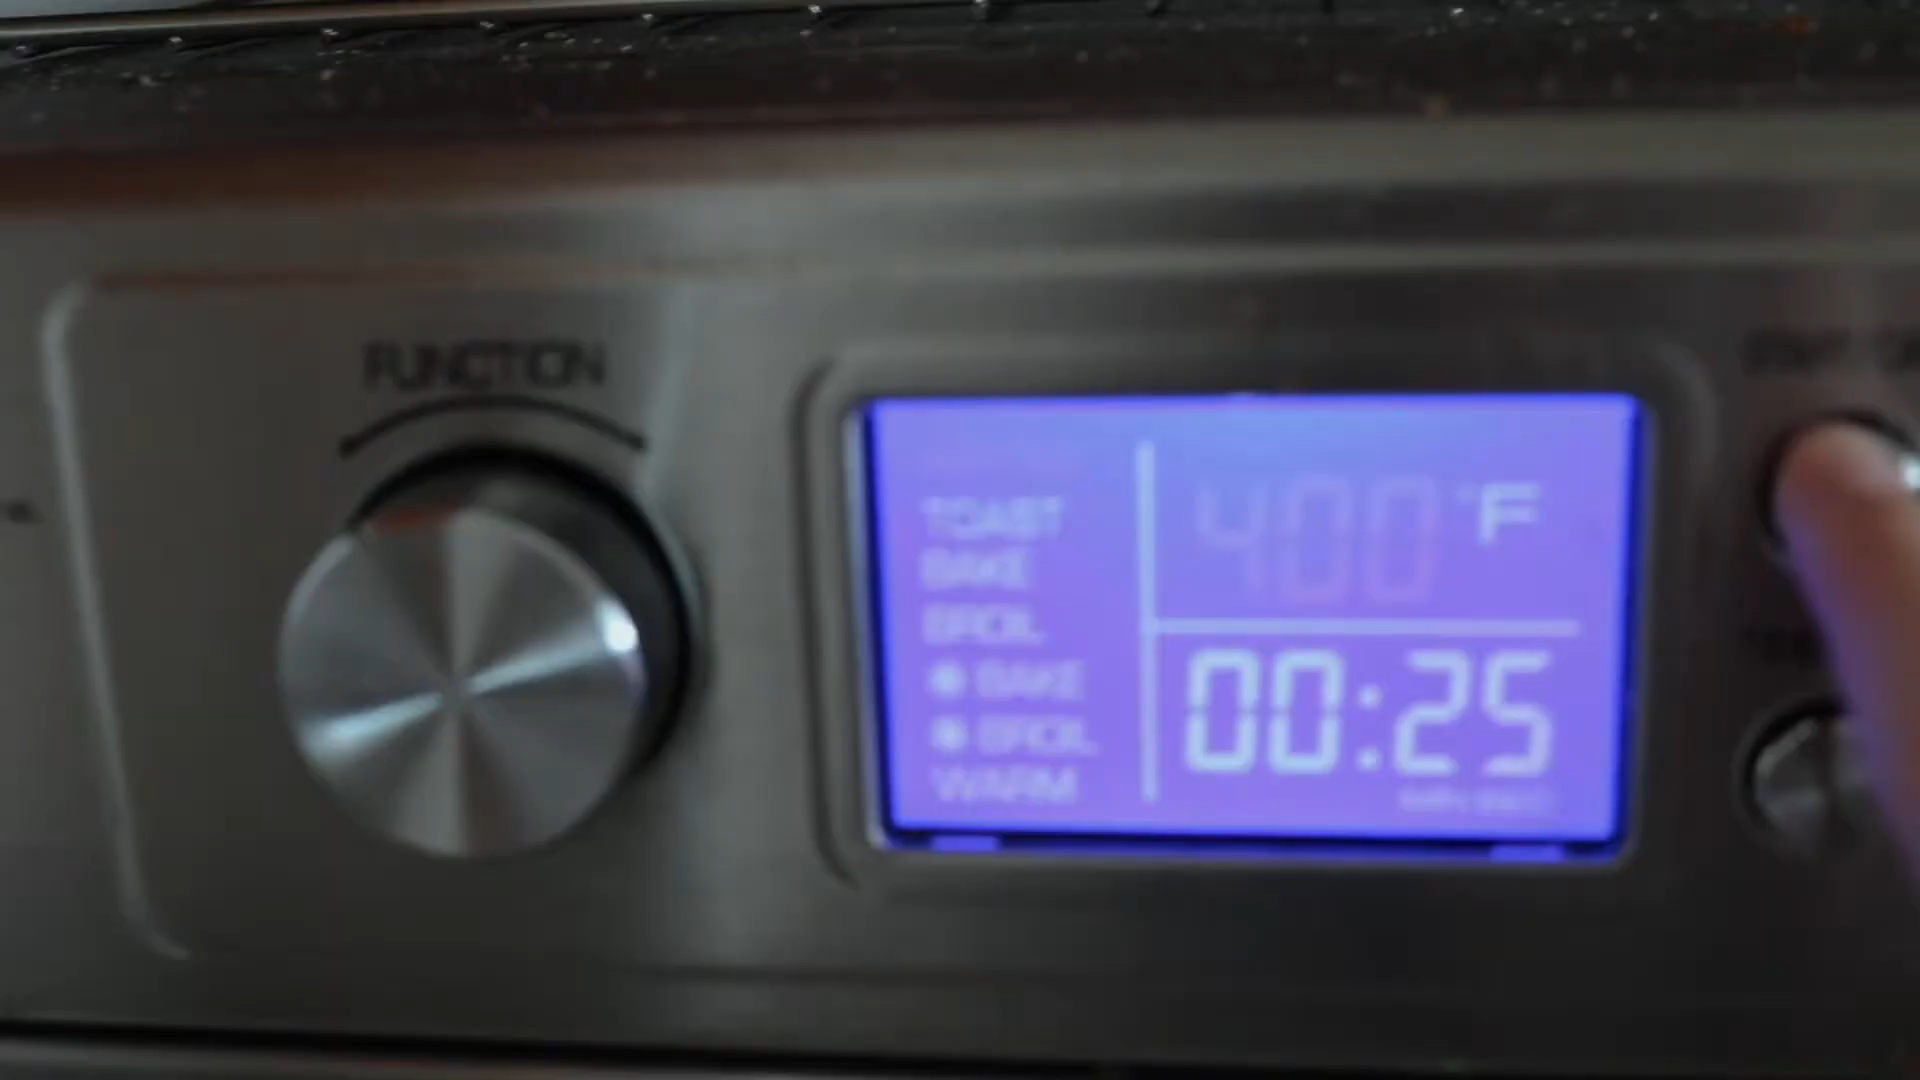 FUNCTION
TOAST
BAKE
BROIL
BAKE
BROIL
WARM
400 °F
00:25